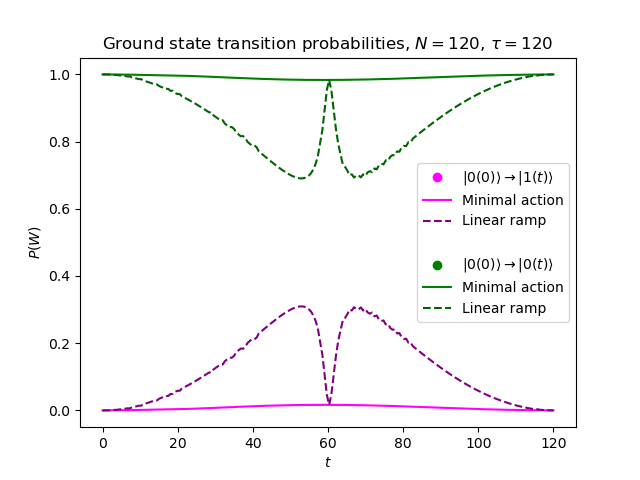 Ground state transition probabilities, N = 120, τ = 120
P(W)
1.0
0.8
0.6
0.4
0.2
0.0
|0(0)⟩ → |1(t)⟩
Minimal action
Linear ramp
|0(0)⟩ → |0(t)⟩
Minimal action
Linear ramp
0 20 40 60 80 100 120
t